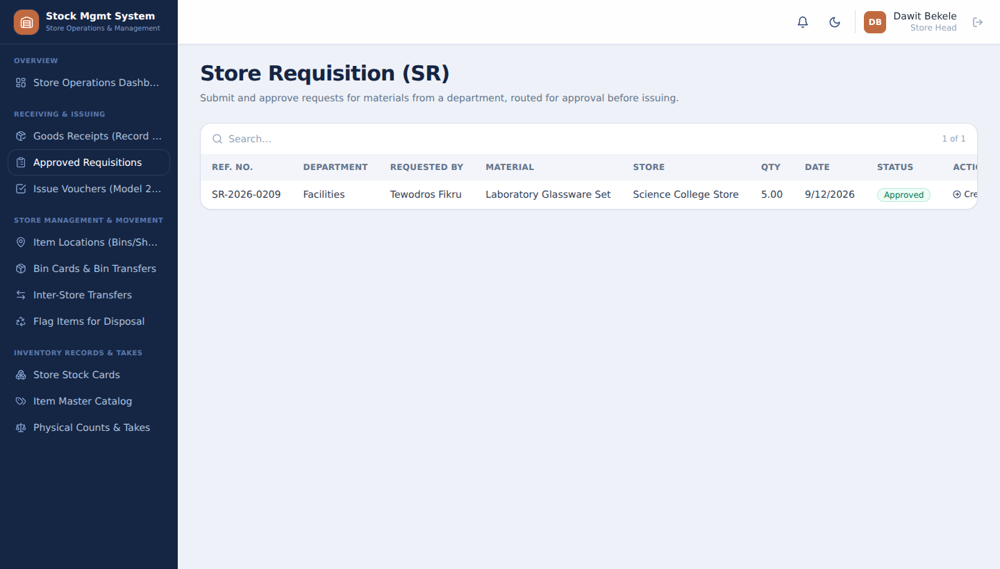 Stock Mgmt System
Store Operations & Management
OVERVIEW
Store Operations Dashb...
RECEIVING & ISSUING
Goods Receipts (Record ...
Approved Requisitions
Issue Vouchers (Model 2...
STORE MANAGEMENT & MOVEMENT
Item Locations (Bins/Sh...
Bin Cards & Bin Transfers
Inter-Store Transfers
Flag Items for Disposal
INVENTORY RECORDS & TAKES
Store Stock Cards
Item Master Catalog
Physical Counts & Takes
DB
Dawit Bekele
Store Head
Store Requisition (SR)
Submit and approve requests for materials from a department, routed for approval before issuing.
Search...
1 of 1
REF. NO. DEPARTMENT REQUESTED BY MATERIAL STORE QTY DATE STATUS ACTIO
SR-2026-0209 Facilities Tewodros Fikru Laboratory Glassware Set Science College Store 5.00 9/12/2026 Approved Cre